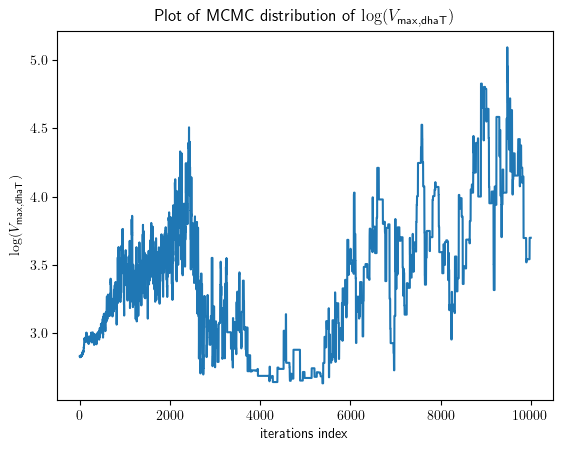 Plot of MCMC distribution of log(V_max,dhaT)
5.0
4.5
4.0
3.5
3.0
log(V_max,dhaT)
0 2000 4000 6000 8000 10000
iterations index